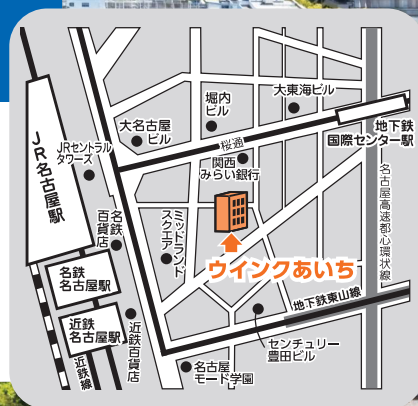 大東海ビル
堀内
ビル
大名古屋
ビル
地下鉄
国際センター駅
桜通
JRセントラル
タワーズ
関西
みらい銀行
JR名古屋駅
名古屋高速都心環状線
名鉄
百貨店
ミッドランド
スクエア
ウインクあいち
名鉄
名古屋駅
地下鉄東山線
近鉄
名古屋駅
近鉄百貨店
センチュリー
豊田ビル
近鉄線
名古屋
モード学園